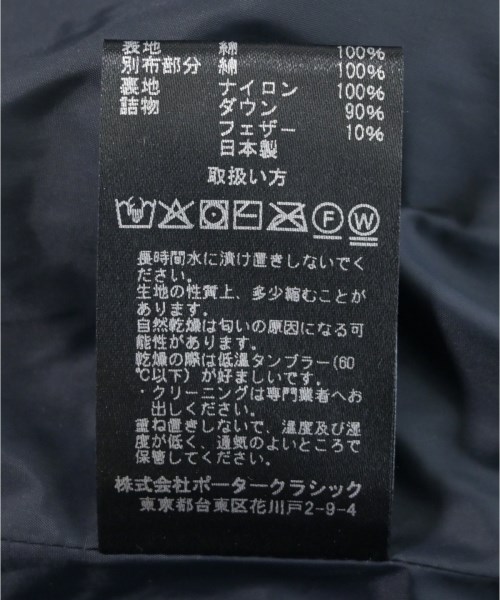 表地 綿 100%
別布部分 綿 100%
裏地 ナイロン 100%
詰物 ダウン 90%
フェザー 10%
日本製
取扱い方
F W
長時間水に漬け置きしないでく
ださい。
生地の性質上、多少縮むことが
あります。
自然乾燥は匂いの原因になる可
能性があります。
乾燥の際は低温タンブラー(60
℃以下)が好ましいです。
・クリーニングは専門業者へお
出しください。
重ね置きしないで、温度及び湿
度が低く、通気のよいところで
保管してください。
株式会社ポータークラシック
東京都台東区花川戸2-9-4